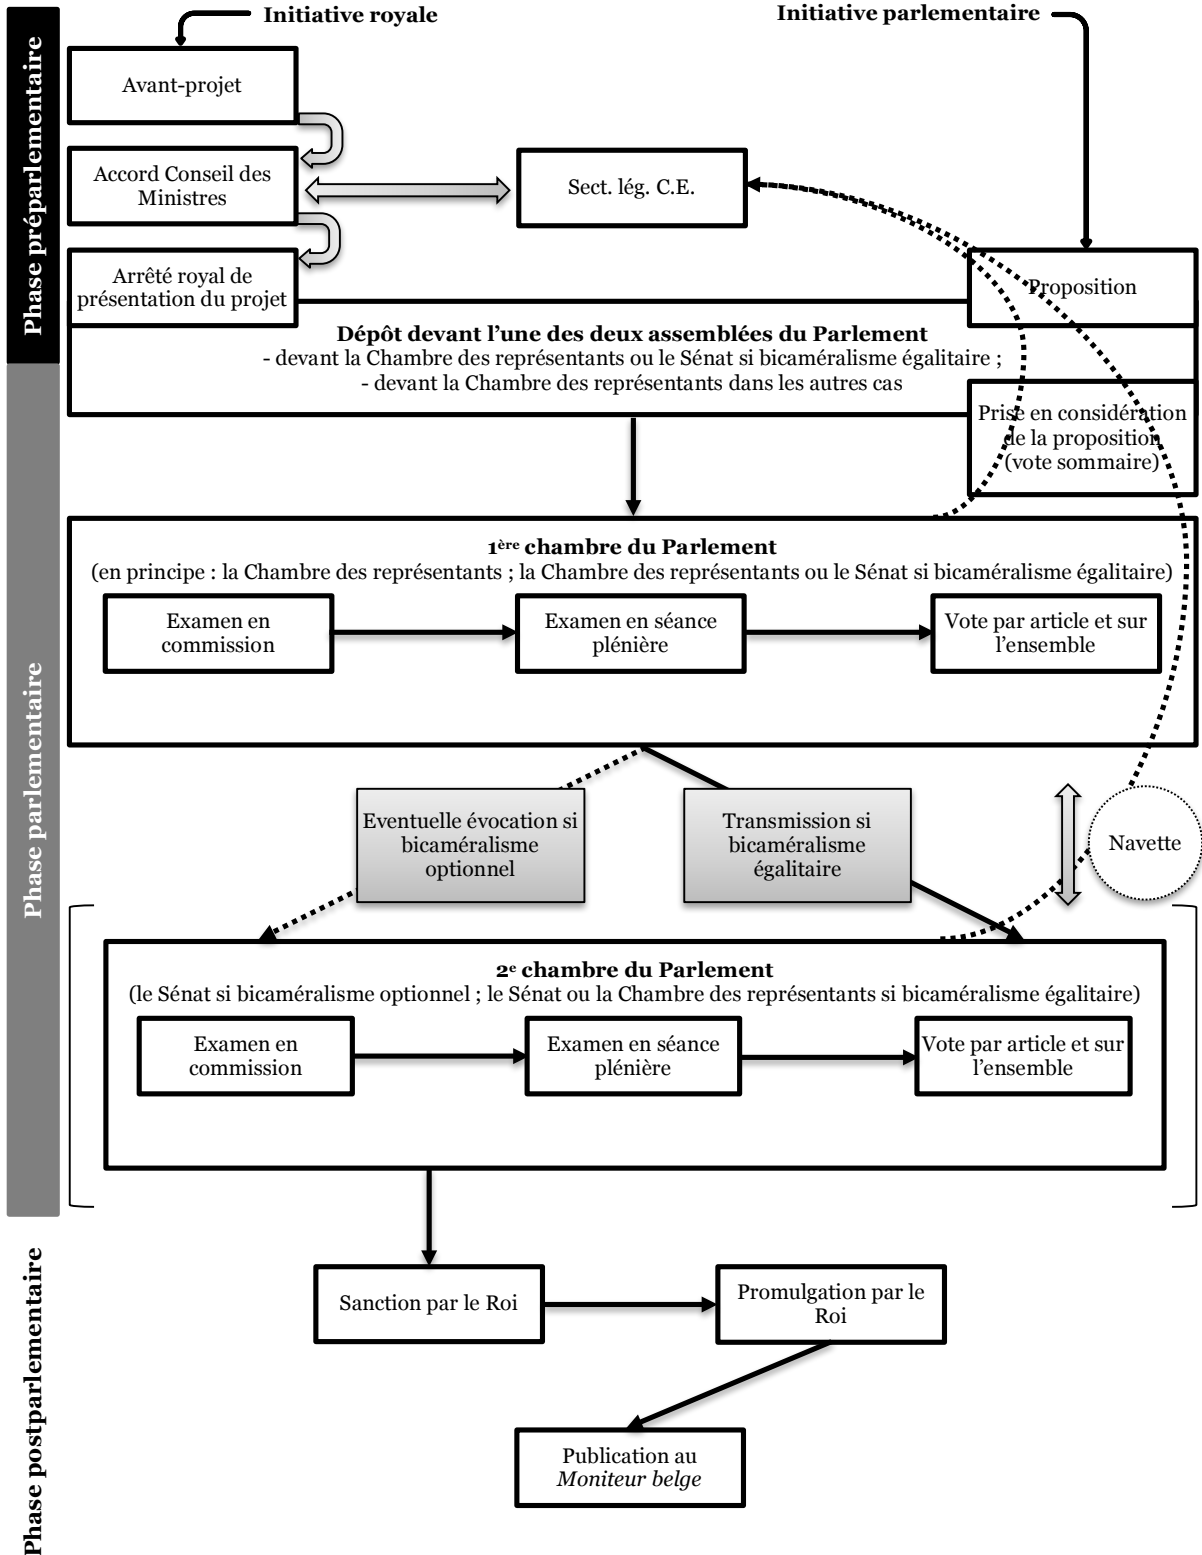 Initiative royale
Initiative parlementaire
Phase préparlementaire
Avant-projet
Accord Conseil des
Ministres
Sect. lég. C.E.
Arrêté royal de
présentation du projet
Proposition
Dépôt devant l’une des deux assemblées du Parlement
- devant la Chambre des représentants ou le Sénat si bicaméralisme égalitaire ;
- devant la Chambre des représentants dans les autres cas
Prise en considération
de la proposition
(vote sommaire)
Phase parlementaire
1ère chambre du Parlement
(en principe : la Chambre des représentants ; la Chambre des représentants ou le Sénat si bicaméralisme égalitaire)
Examen en
commission
Examen en séance
plénière
Vote par article et sur
l’ensemble
Eventuelle évocation si
bicaméralisme
optionnel
Transmission si
bicaméralisme
égalitaire
Navette
2e chambre du Parlement
(le Sénat si bicaméralisme optionnel ; le Sénat ou la Chambre des représentants si bicaméralisme égalitaire)
Examen en
commission
Examen en séance
plénière
Vote par article et sur
l’ensemble
Phase postparlementaire
Sanction par le Roi
Promulgation par le
Roi
Publication au
Moniteur belge